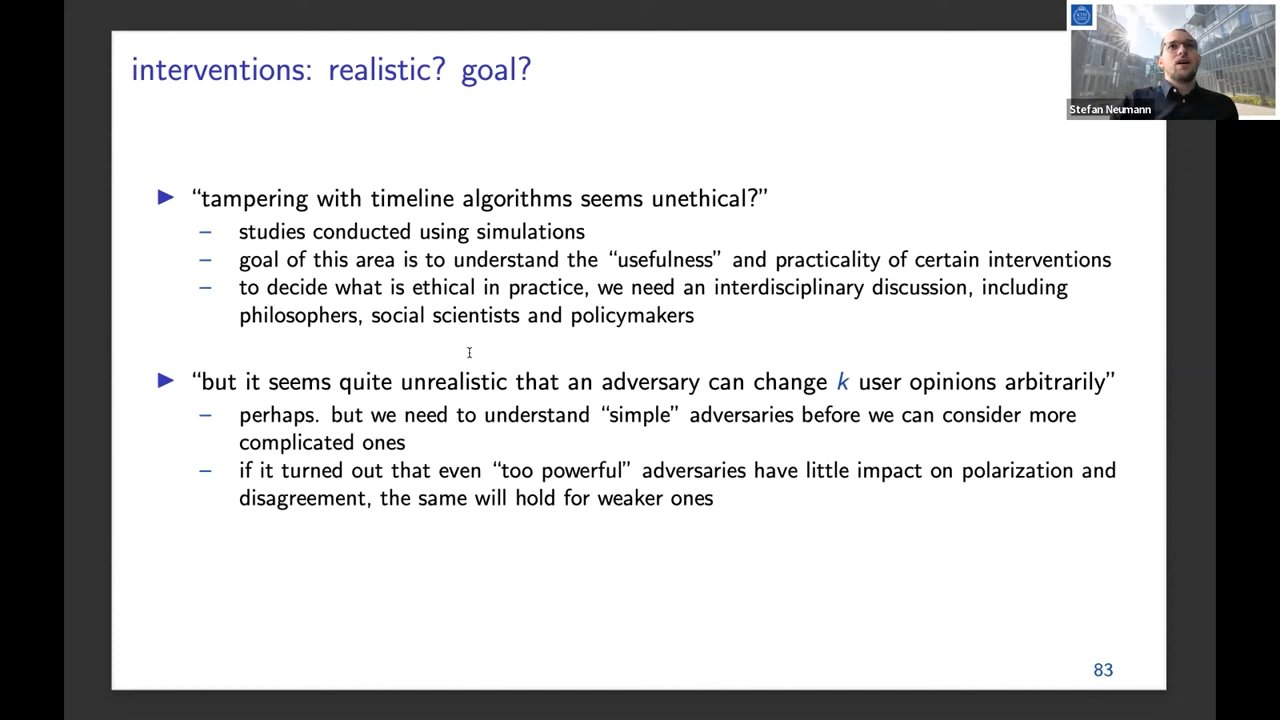 interventions: realistic? goal?
Stefan Neumann
“tampering with timeline algorithms seems unethical?”
– studies conducted using simulations
– goal of this area is to understand the “usefulness” and practicality of certain interventions
– to decide what is ethical in practice, we need an interdisciplinary discussion, including
philosophers, social scientists and policymakers
“but it seems quite unrealistic that an adversary can change k user opinions arbitrarily”
– perhaps. but we need to understand “simple” adversaries before we can consider more
complicated ones
– if it turned out that even “too powerful” adversaries have little impact on polarization and
disagreement, the same will hold for weaker ones
83